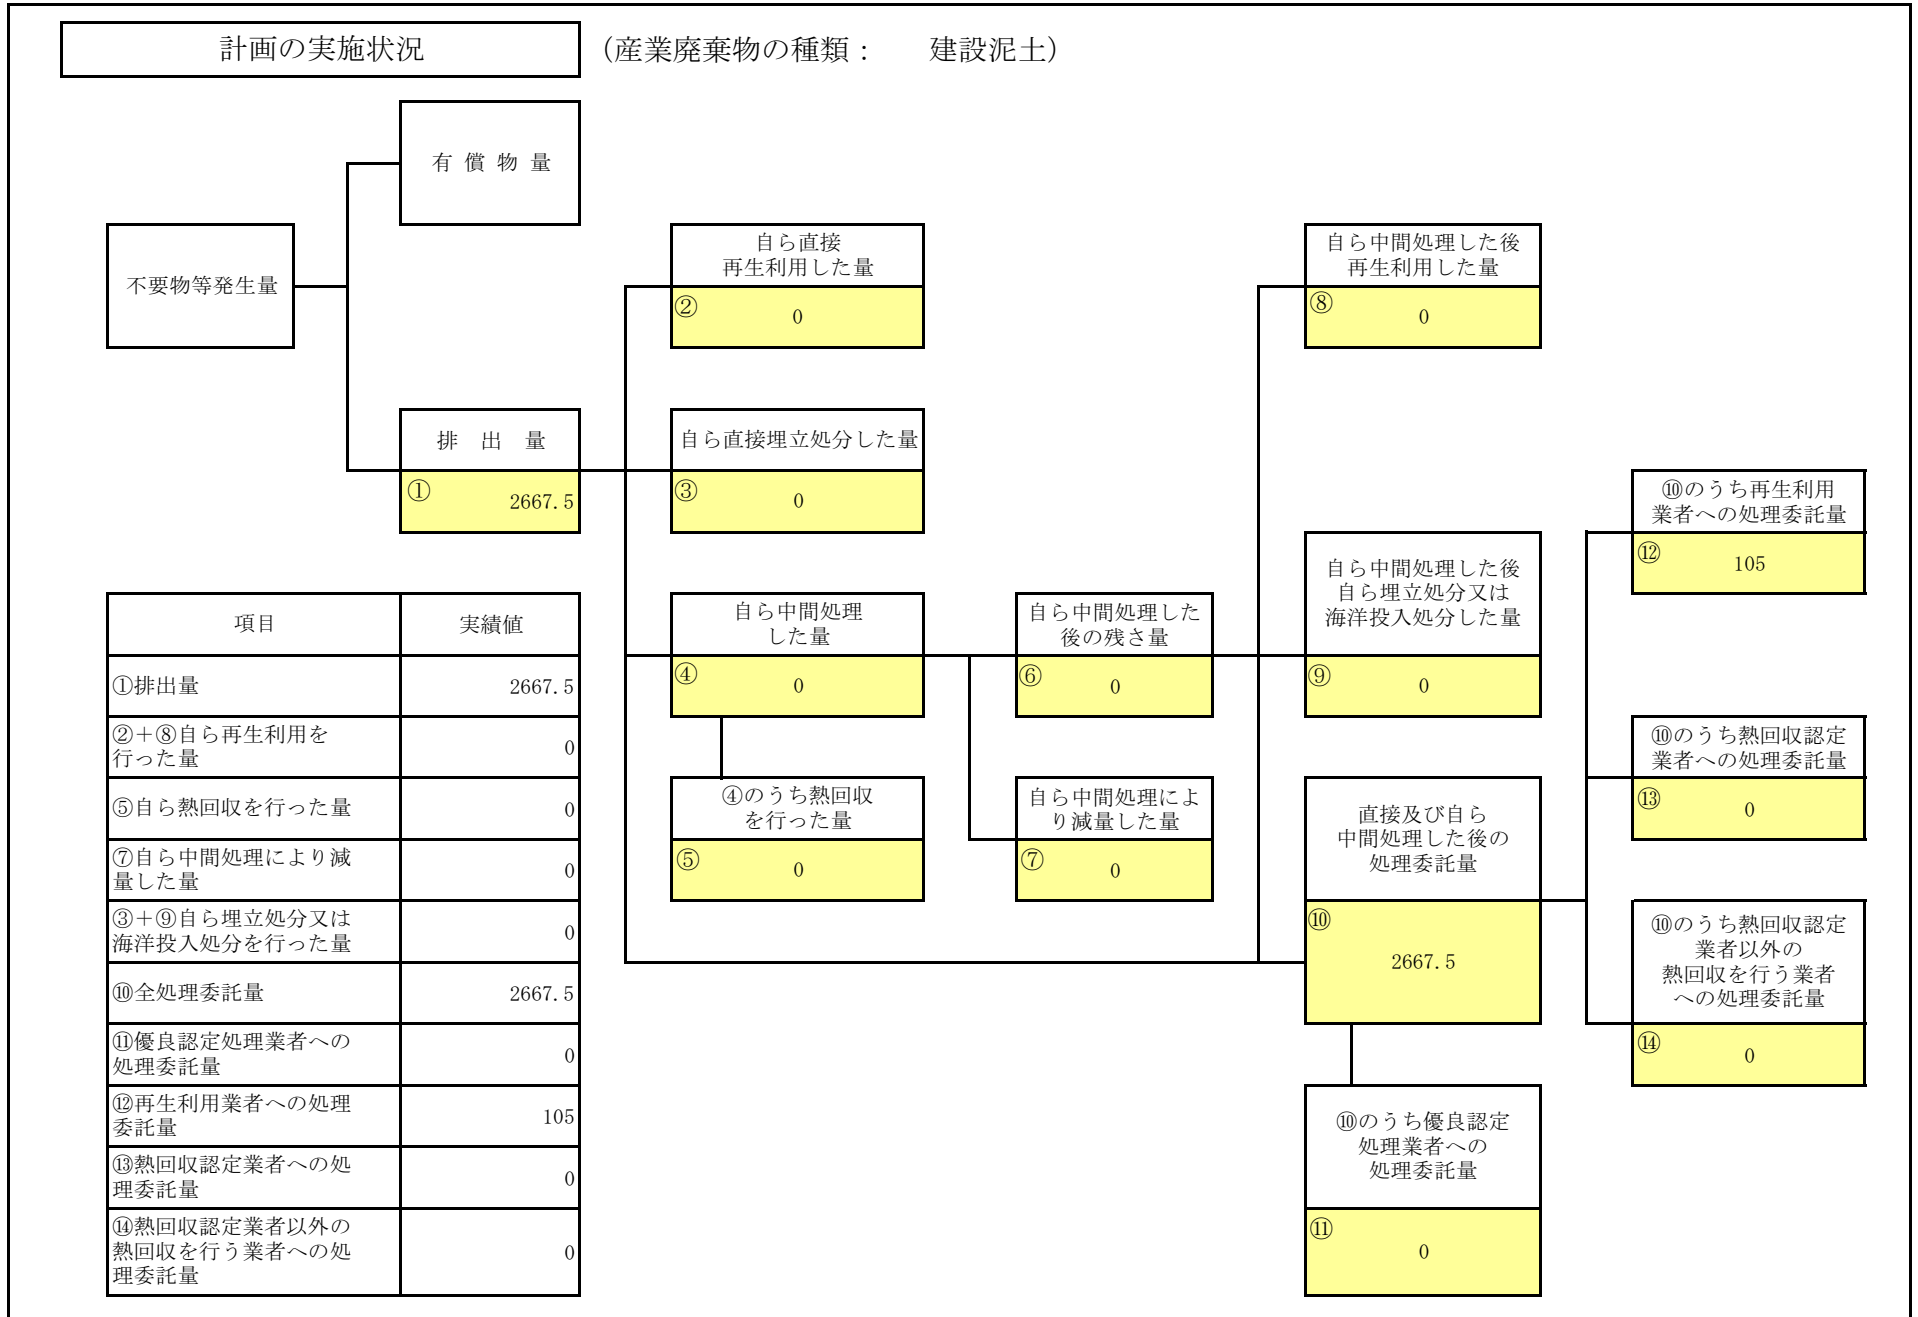 計画の実施状況
（産業廃棄物の種類：　　建設泥土）
有 償 物 量
不要物等発生量
排　出　量
①
2667.5
自ら直接
再生利用した量
②
0
自ら直接埋立処分した量
③
0
自ら中間処理
した量
④
0
④のうち熱回収
を行った量
⑤
0
自ら中間処理した
後の残さ量
⑥
0
自ら中間処理によ
り減量した量
⑦
0
自ら中間処理した後
再生利用した量
⑧
0
自ら中間処理した後
自ら埋立処分又は
海洋投入処分した量
⑨
0
直接及び自ら
中間処理した後の
処理委託量
⑩
2667.5
⑩のうち優良認定
処理業者への
処理委託量
⑪
0
⑩のうち再生利用
業者への処理委託量
⑫
105
⑩のうち熱回収認定
業者への処理委託量
⑬
0
⑩のうち熱回収認定
業者以外の
熱回収を行う業者
への処理委託量
⑭
0
項目 実績値
①排出量 2667.5
②＋⑧自ら再生利用を
行った量 0
⑤自ら熱回収を行った量 0
⑦自ら中間処理により減
量した量 0
③＋⑨自ら埋立処分又は
海洋投入処分を行った量 0
⑩全処理委託量 2667.5
⑪優良認定処理業者への
処理委託量 0
⑫再生利用業者への処理
委託量 105
⑬熱回収認定業者への処
理委託量 0
⑭熱回収認定業者以外の
熱回収を行う業者への処
理委託量 0